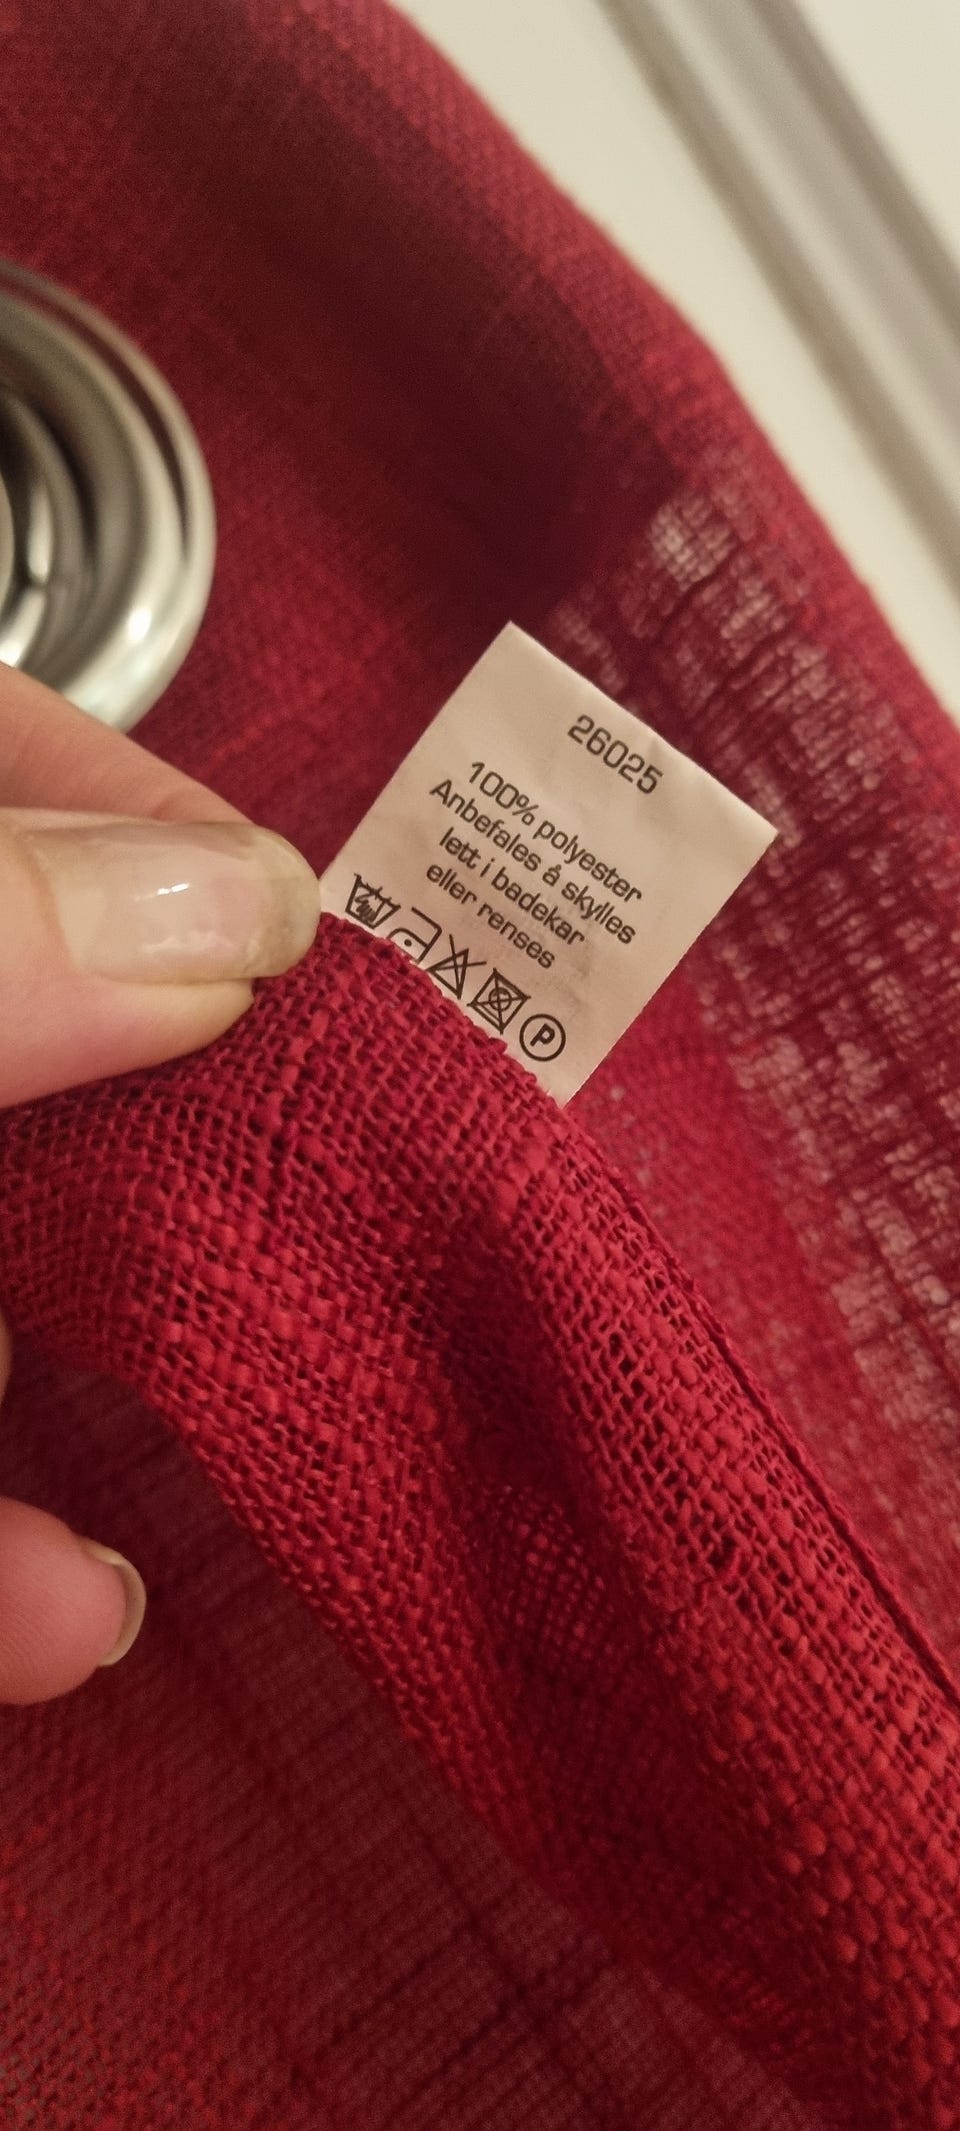 26025
100% polyester
Anbefales å skylles
lett i badekar
eller renses
P